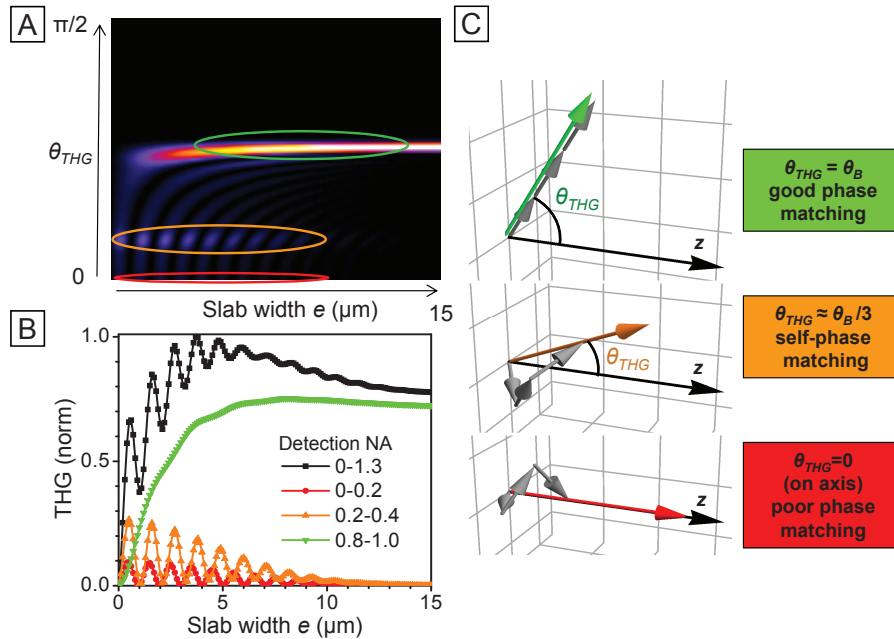 A
π/2
θTHG
0
Slab width e (µm)
15
B
1.0
0.5
0.0
THG (norm)
Detection NA
0-1.3
0-0.2
0.2-0.4
0.8-1.0
0
5
10
15
Slab width e (µm)
C
θTHG
z
θTHG = θB
good phase
matching
θTHG
z
θTHG ≈ θB /3
self-phase
matching
z
θTHG=0
(on axis)
poor phase
matching